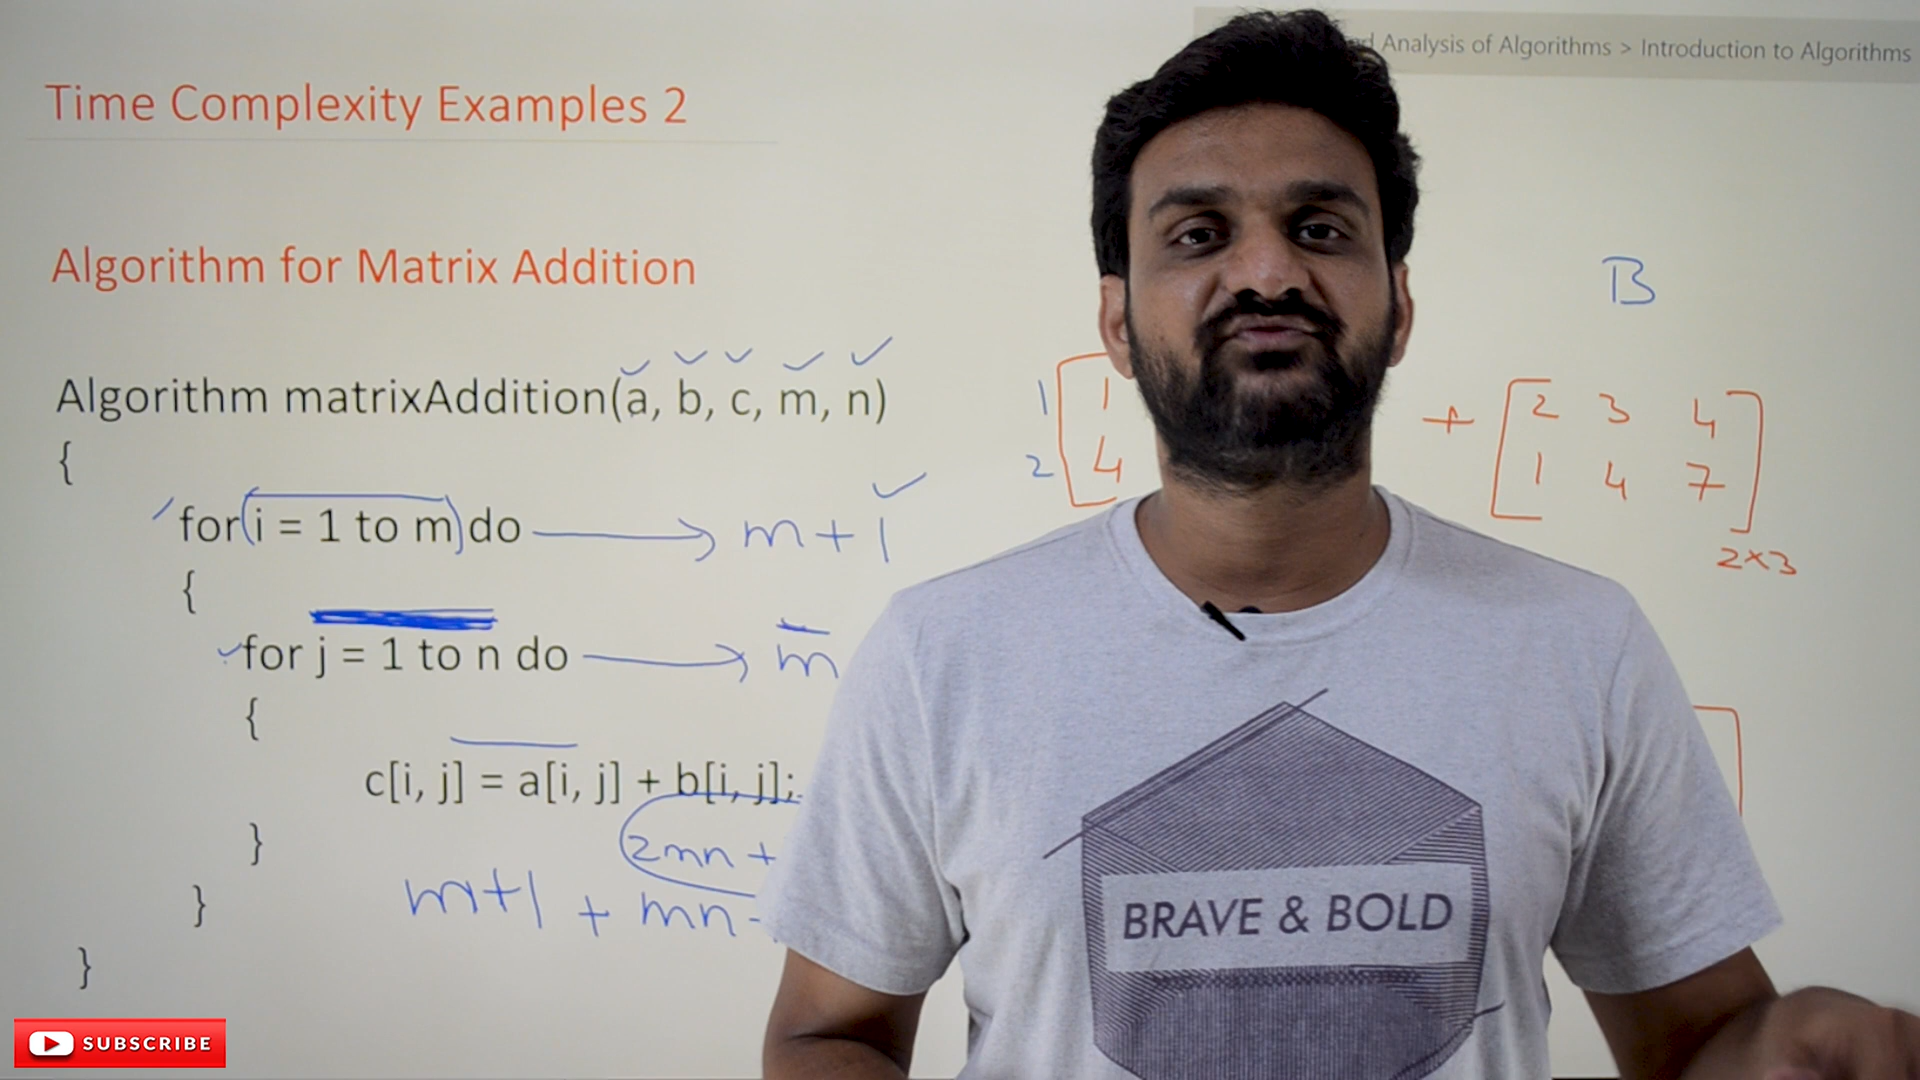 Analysis of Algorithms > Introduction to Algorithms
Time Complexity Examples 2
Algorithm for Matrix Addition
B
Algorithm matrixAddition(a, b, c, m, n)
{
1 1
2 4
+ 2 3 4
1 4 7
2x3
for(i = 1 to m) do → m + 1
{
for j = 1 to n do → m
{
c[i, j] = a[i, j] + b[i, j];
}
2mn +
}
m+1 + mn
}
SUBSCRIBE
BRAVE & BOLD